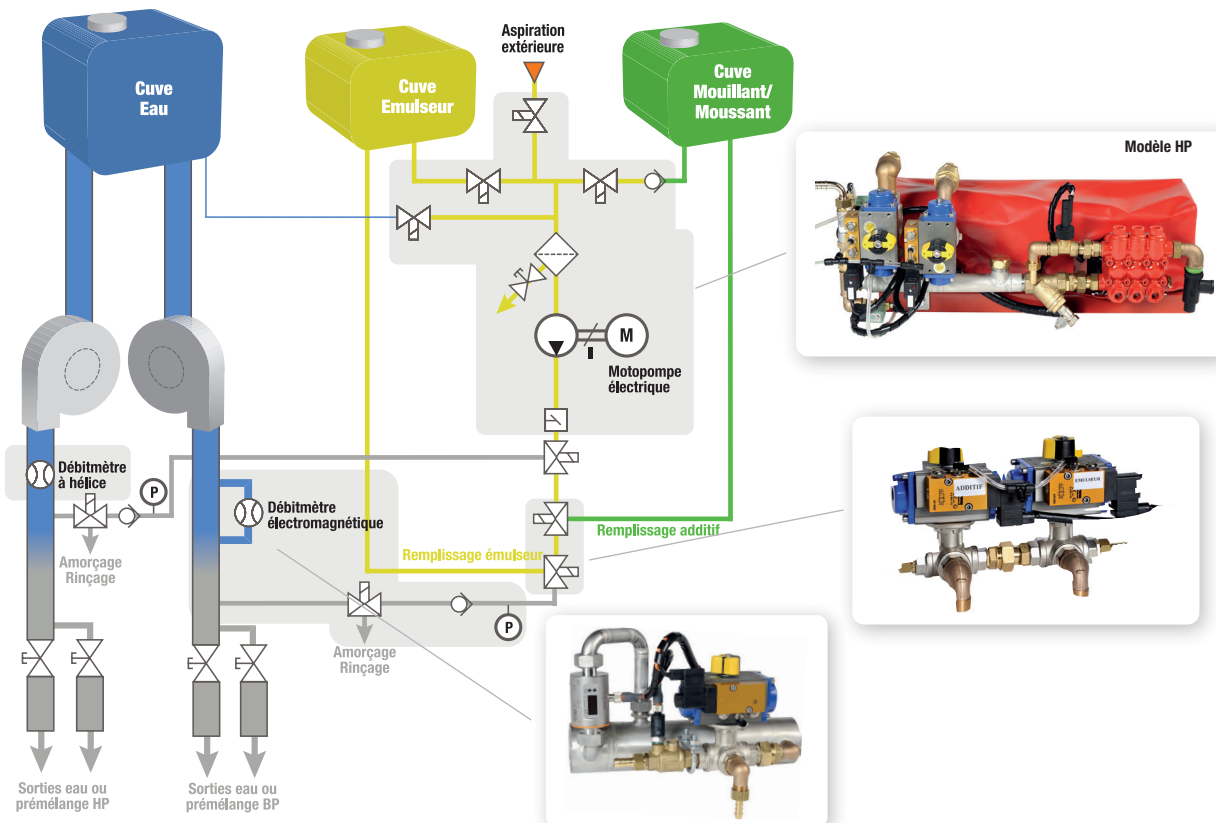 Cuve
Eau
Cuve
Emulseur
Aspiration
extérieure
Cuve
Mouillant/
Moussant
Modèle HP
M
Motopompe
électrique
Débitmètre
à hélice
P
Amorçage
Rinçage
Débitmètre
électromagnétique
Remplissage additif
Remplissage émulseur
P
Amorçage
Rinçage
ADDITIF
EMULSEUR
Sorties eau ou
prémélange HP
Sorties eau ou
prémélange BP